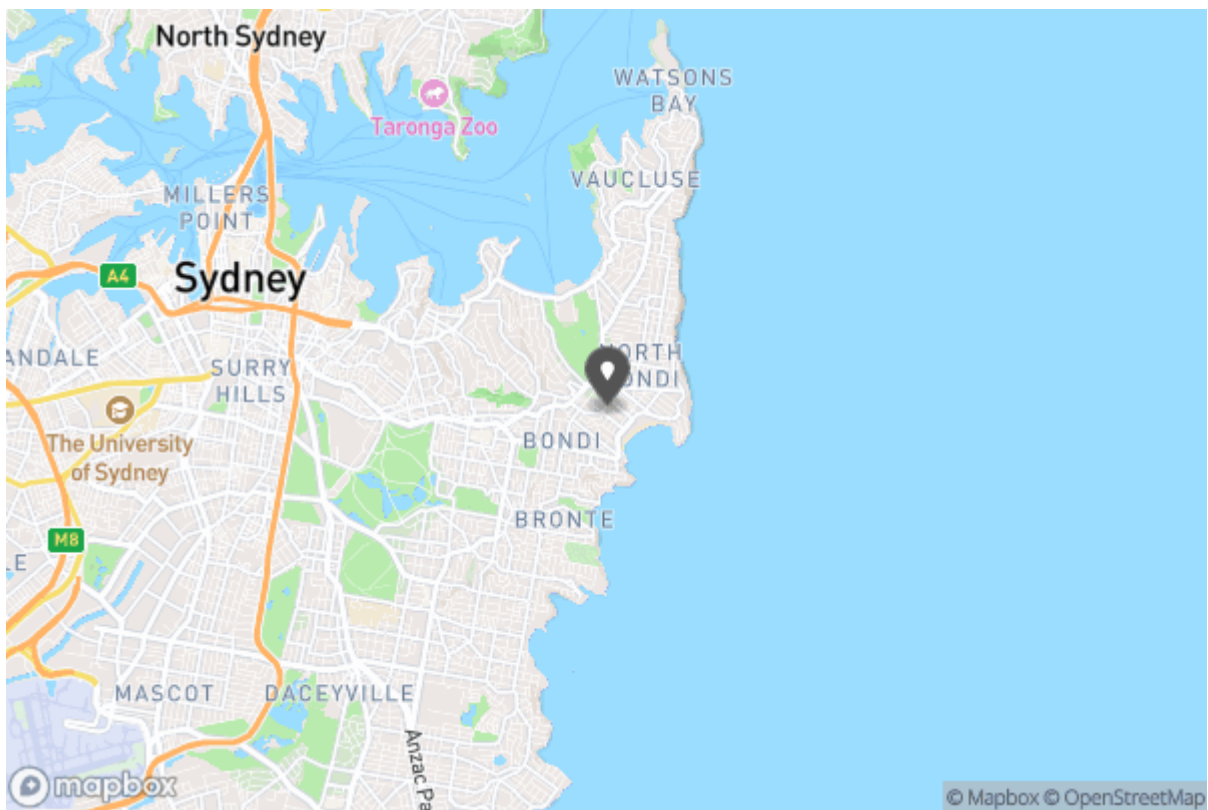 North Sydney
WATSONS
BAY
Taronga Zoo
VAUCLUSE
MILLERS
POINT
A4
Sydney
NORTH
BONDI
ANDALE
SURRY
HILLS
The University
of Sydney
BONDI
BRONTE
M8
LE
MASCOT
DACEYVILLE
Anzac Pa
mapbox
© Mapbox © OpenStreetMap